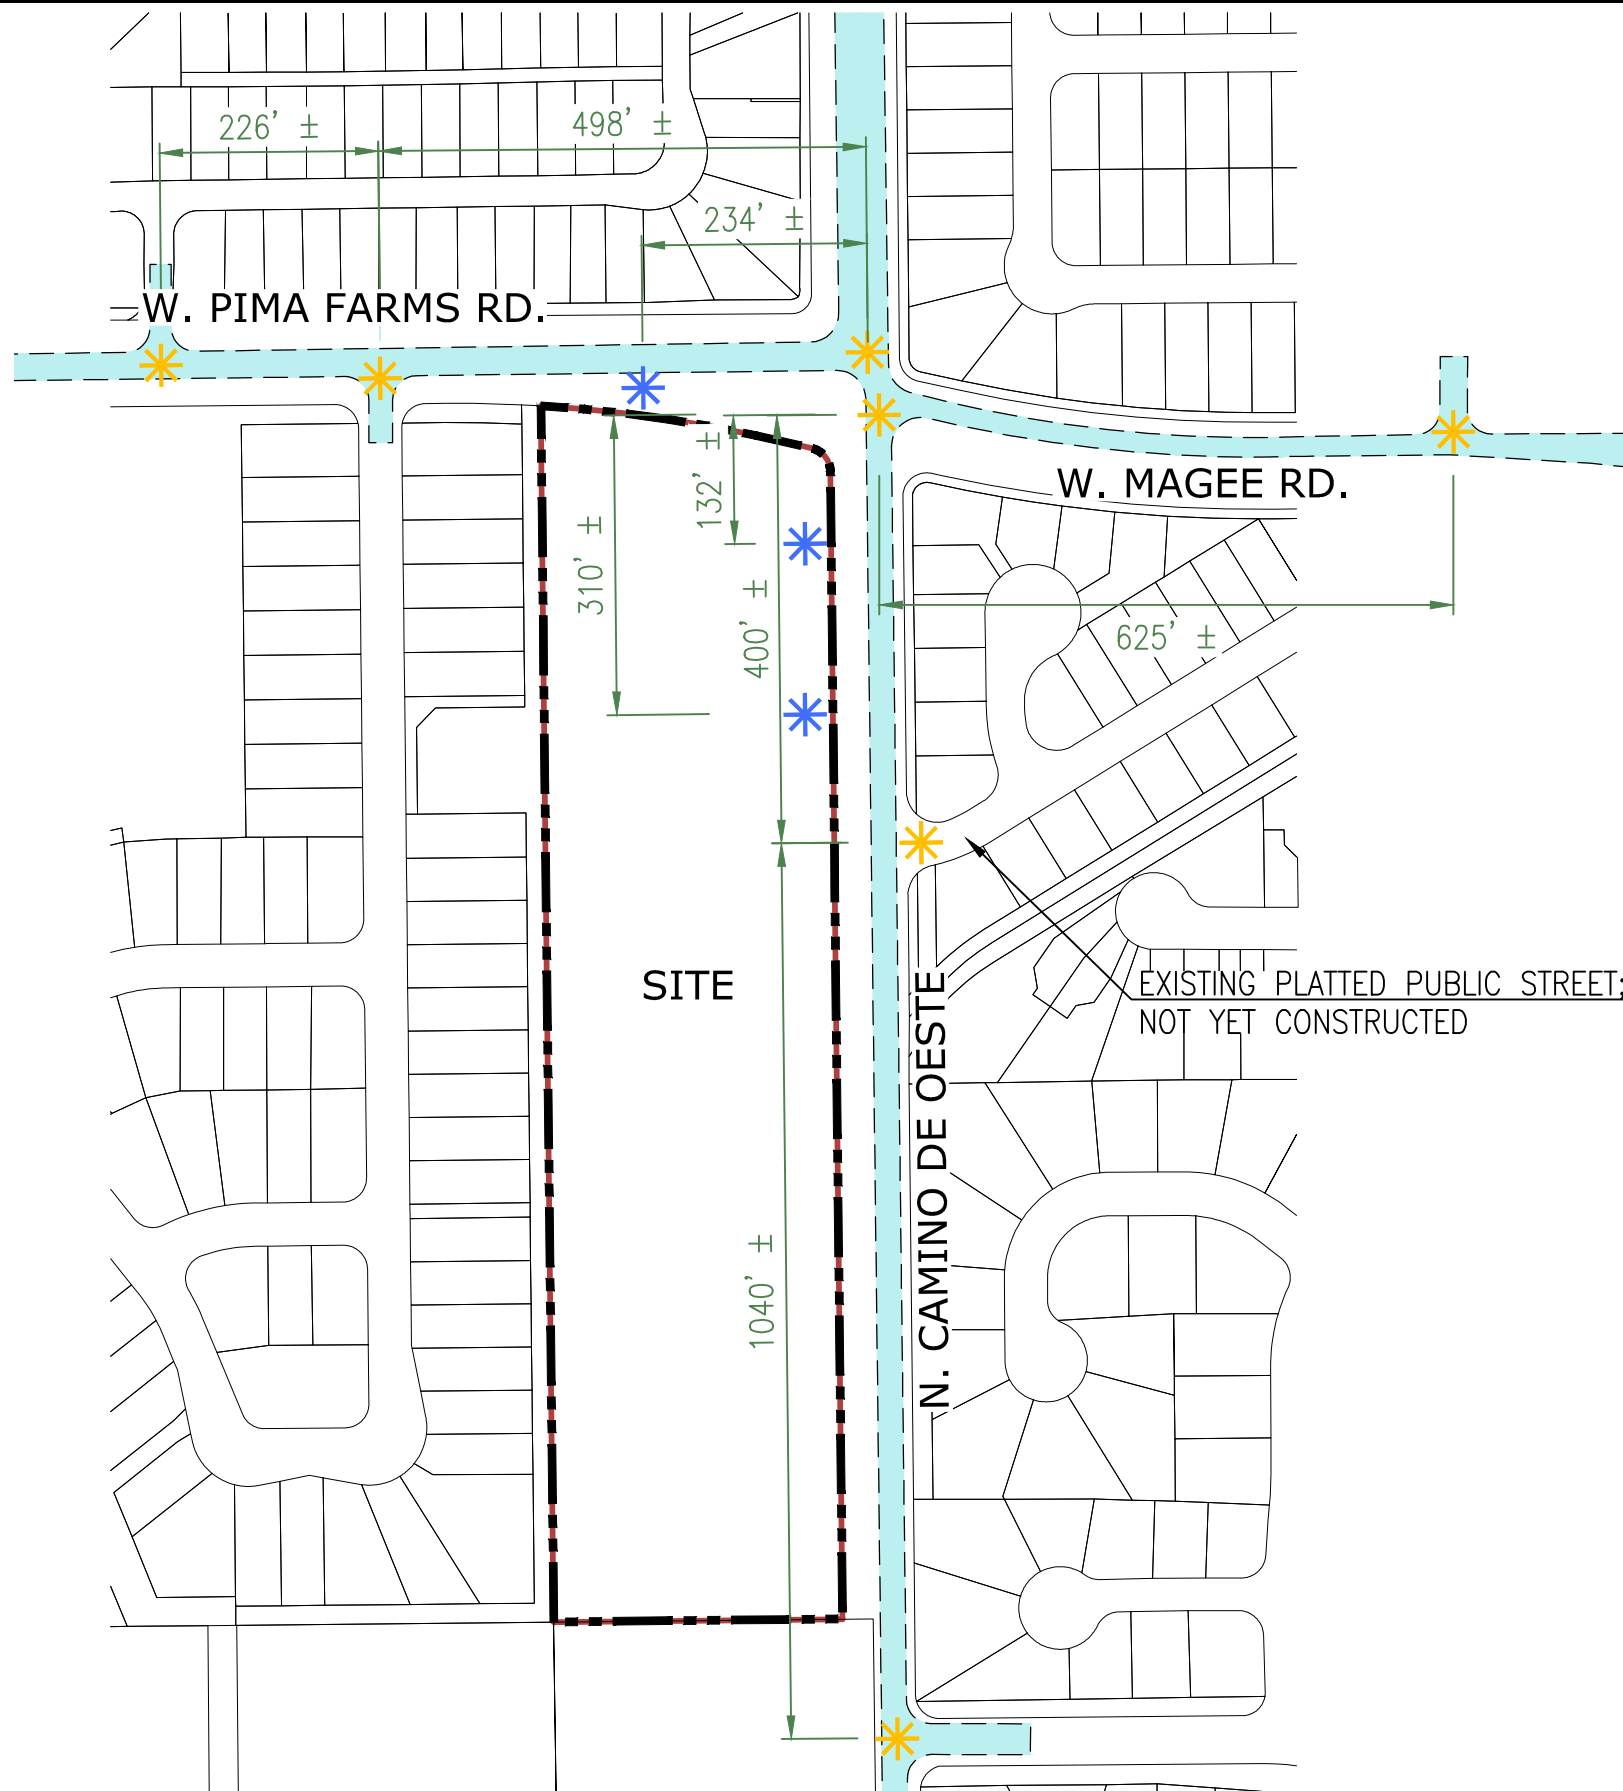 226' ±
498' ±
234' ±
W. PIMA FARMS RD.
132' ±
W. MAGEE RD.
310' ±
400' ±
625' ±
SITE
EXISTING PLATTED PUBLIC STREET;
NOT YET CONSTRUCTED
N. CAMINO DE OESTE
1040' ±